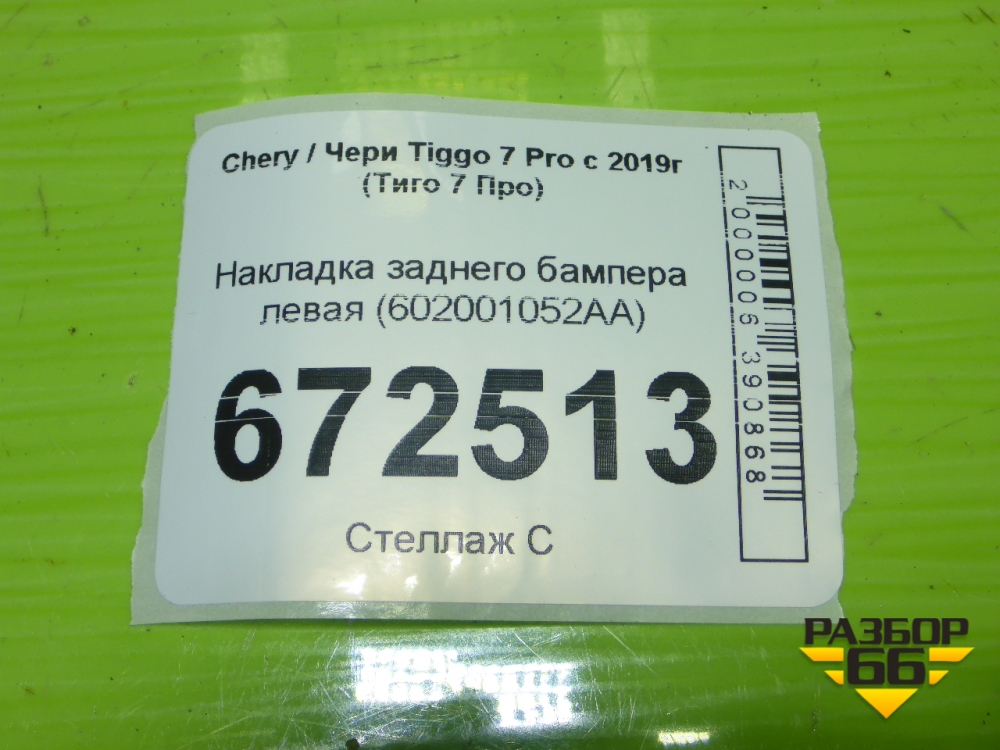 Chery / Чери Tiggo 7 Pro с 2019г
(Тиго 7 Про)
Накладка заднего бампера
левая (602001052AA)
672513
Стеллаж С
2000006390868
РАЗБОР
66